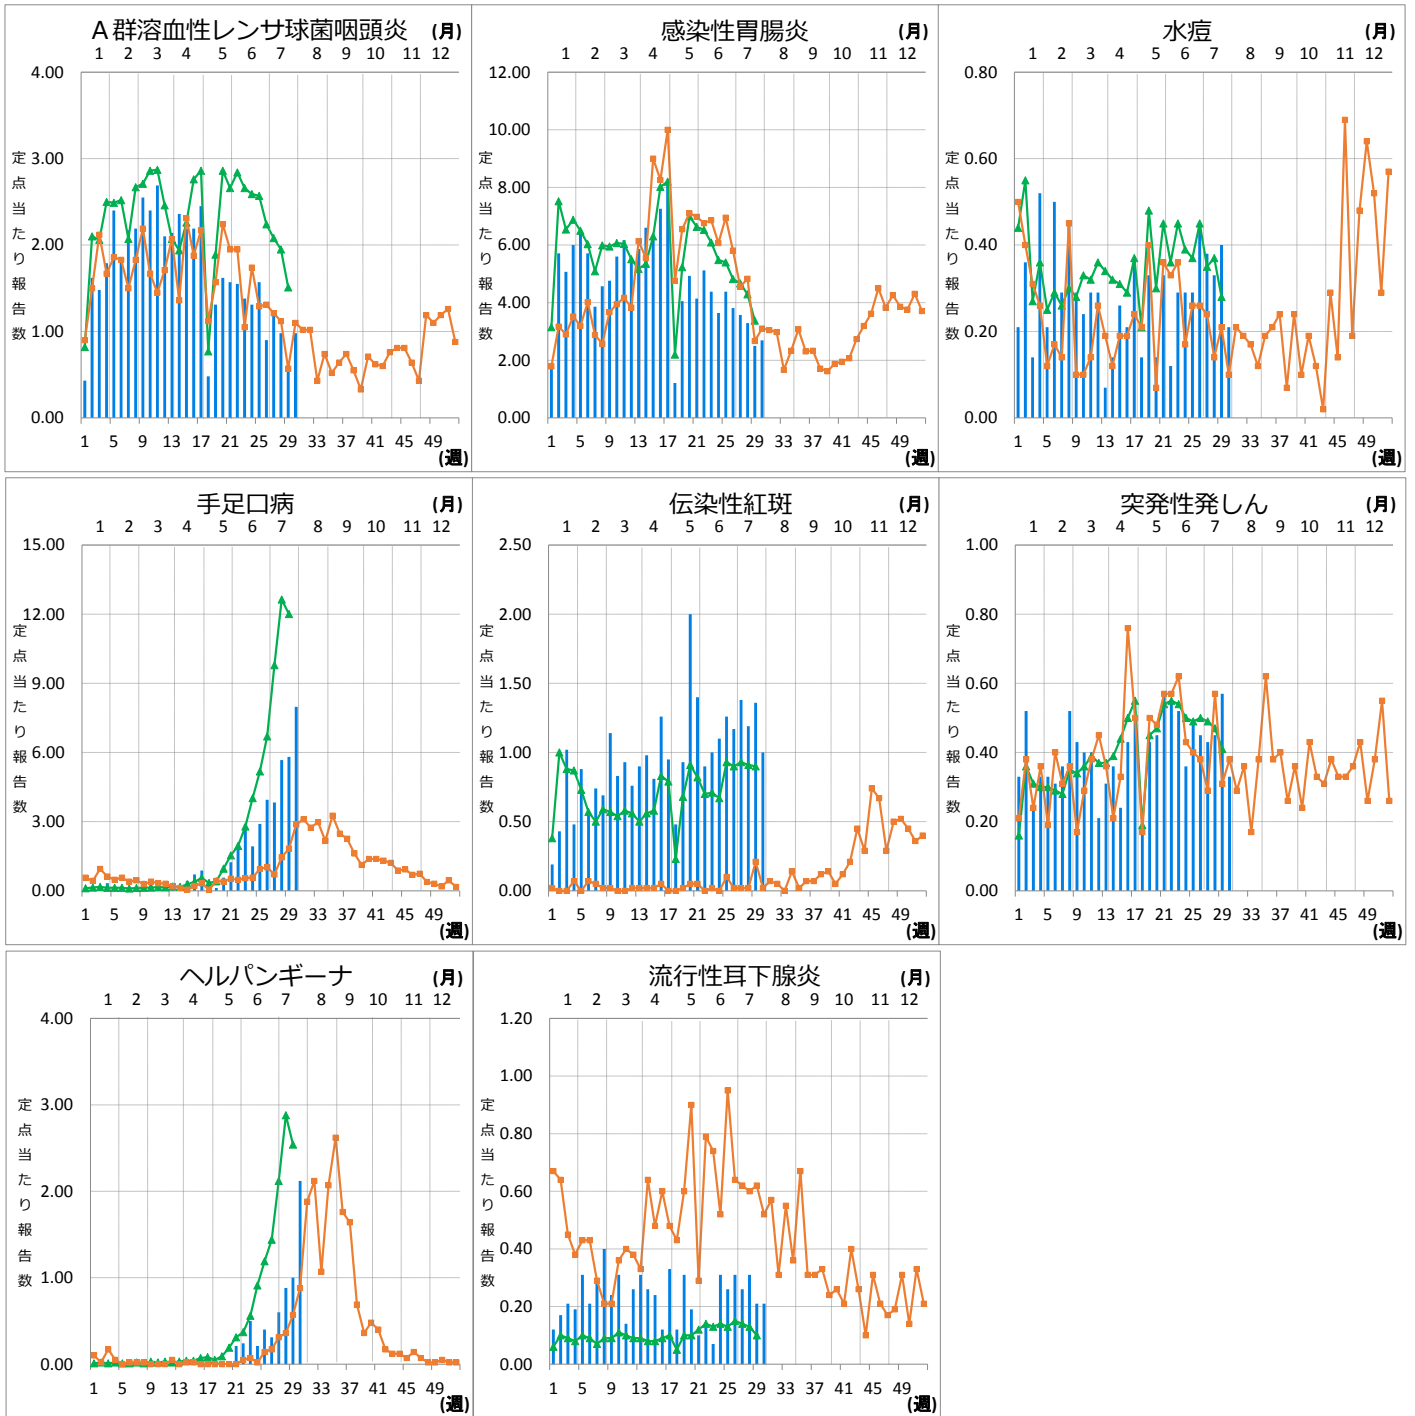 A群溶血性レンサ球菌咽頭炎 (月)
1 2 3 4 5 6 7 8 9 10 11 12
4.00
3.00
2.00
1.00
0.00
定点当たり報告数
1 5 9 13 17 21 25 29 33 37 41 45 49
(週)
感染性胃腸炎 (月)
1 2 3 4 5 6 7 8 9 10 11 12
12.00
10.00
8.00
6.00
4.00
2.00
0.00
定点当たり報告数
1 5 9 13 17 21 25 29 33 37 41 45 49
(週)
水痘 (月)
1 2 3 4 5 6 7 8 9 10 11 12
0.80
0.60
0.40
0.20
0.00
定点当たり報告数
1 5 9 13 17 21 25 29 33 37 41 45 49
(週)
手足口病 (月)
1 2 3 4 5 6 7 8 9 10 11 12
15.00
12.00
9.00
6.00
3.00
0.00
定点当たり報告数
1 5 9 13 17 21 25 29 33 37 41 45 49
(週)
伝染性紅斑 (月)
1 2 3 4 5 6 7 8 9 10 11 12
2.50
2.00
1.50
1.00
0.50
0.00
定点当たり報告数
1 5 9 13 17 21 25 29 33 37 41 45 49
(週)
突発性発しん (月)
1 2 3 4 5 6 7 8 9 10 11 12
1.00
0.80
0.60
0.40
0.20
0.00
定点当たり報告数
1 5 9 13 17 21 25 29 33 37 41 45 49
(週)
ヘルパンギーナ (月)
1 2 3 4 5 6 7 8 9 10 11 12
4.00
3.00
2.00
1.00
0.00
定点当たり報告数
1 5 9 13 17 21 25 29 33 37 41 45 49
(週)
流行性耳下腺炎 (月)
1 2 3 4 5 6 7 8 9 10 11 12
1.20
1.00
0.80
0.60
0.40
0.20
0.00
定点当たり報告数
1 5 9 13 17 21 25 29 33 37 41 45 49
(週)